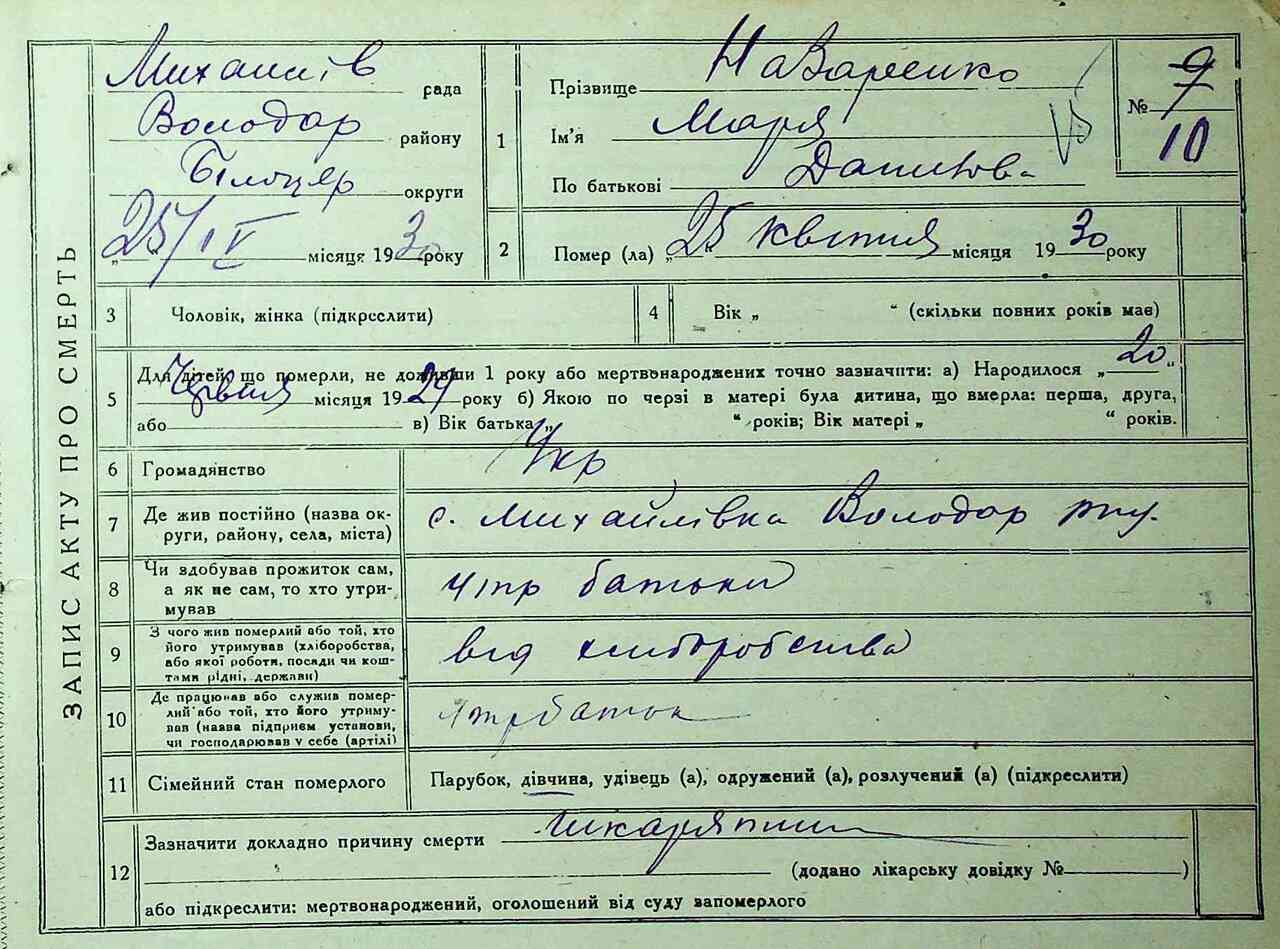 ЗАПИС АКТУ ПРО СМЕРТЬ
Михайлів рада
Володар району
Білоцер округи
„25/IV“ місяця 1930 року
1 Прізвище Назаренко
Ім’я Марія
По батькові Данилов.
№ 9
10
2 Помер (ла) „25“ квітня місяця 1930 року
3 Чоловік, жінка (підкреслити)
4 Вік „ “ (скільки повних років має)
5 Для дітей, що померли, не доживши 1 року або мертвонароджених точно зазначити: а) Народилося „20“
Червня місяця 1929 року б) Якою по черзі в матері була дитина, що вмерла: перша, друга,
або в) Вік батька „ “ років; Вік матері „ “ років.
6 Громадянство Укр
7 Де жив постійно (назва округи, району, села, міста) с. Михайлівка Володар р-ну.
8 Чи здобував прожиток сам, а як не сам, то хто утримував утр батьки
9 З чого жив померлий або той, хто його утримував (хліборобства, або якої роботи, посади чи коштами рідні, держави) від хліборобства
10 Де працював або служив померлий або той, хто його утримував (назва підприєм установи, чи господарював у себе (артілі)
11 Сімейний стан померлого Парубок, дівчина, удівець (а), одружений (а), розлучений (а) (підкреслити)
12 Зазначити докладно причину смерти
(додано лікарську довідку № )
або підкреслити: мертвонароджений, оголошений від суду запомерлого